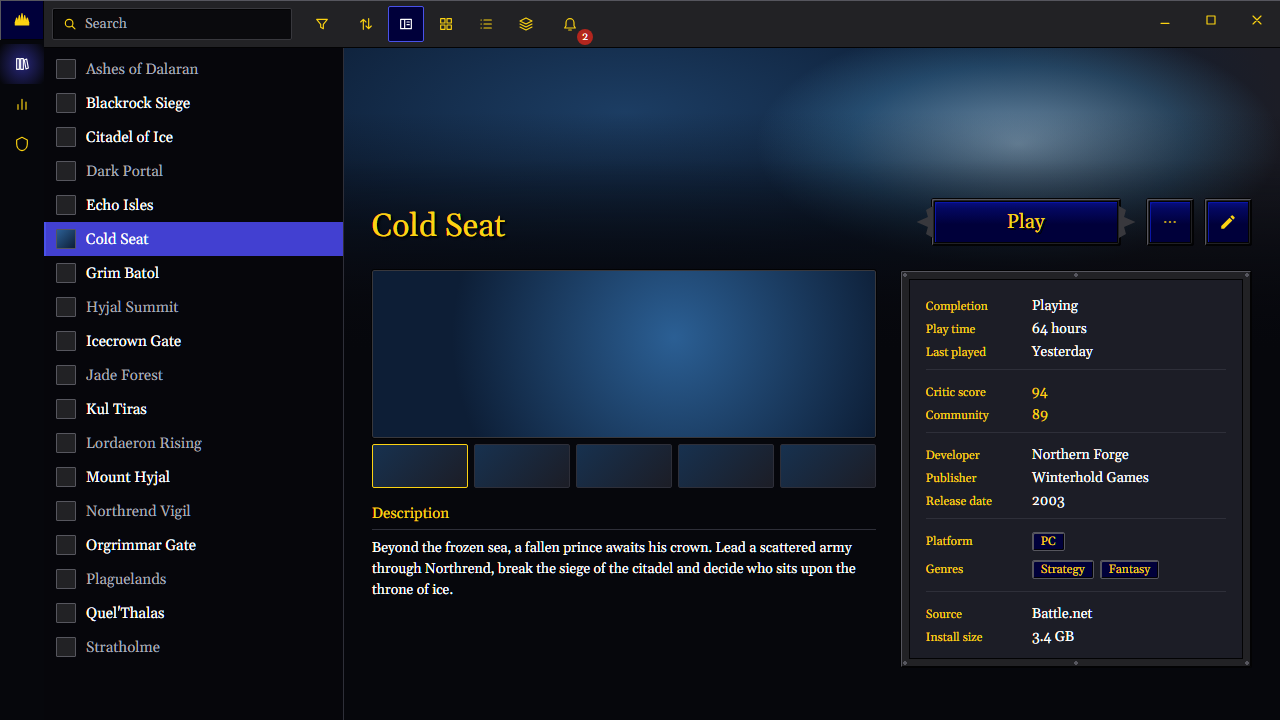 Search
2
Ashes of Dalaran
Blackrock Siege
Citadel of Ice
Dark Portal
Echo Isles
Cold Seat
Grim Batol
Hyjal Summit
Icecrown Gate
Jade Forest
Kul Tiras
Lordaeron Rising
Mount Hyjal
Northrend Vigil
Orgrimmar Gate
Plaguelands
Quel'Thalas
Stratholme
Cold Seat
Play
Description
Beyond the frozen sea, a fallen prince awaits his crown. Lead a scattered army
through Northrend, break the siege of the citadel and decide who sits upon the
throne of ice.
Completion Playing
Play time 64 hours
Last played Yesterday
Critic score 94
Community 89
Developer Northern Forge
Publisher Winterhold Games
Release date 2003
Platform PC
Genres Strategy Fantasy
Source Battle.net
Install size 3.4 GB